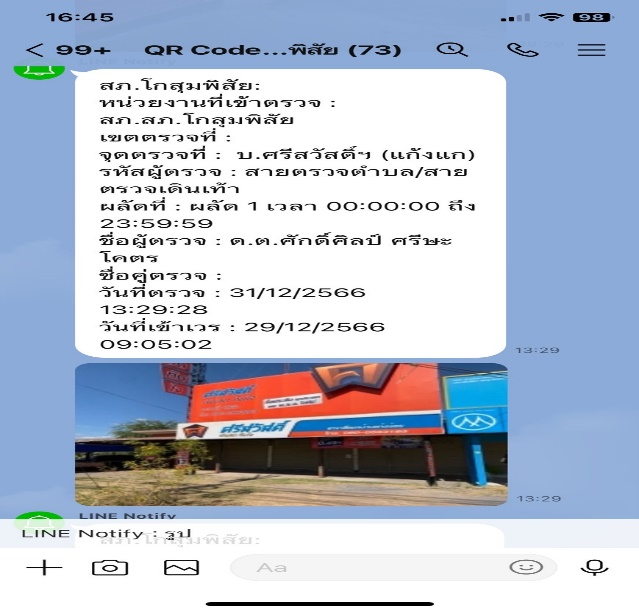 16:45
98
99+ QR Code...พิสัย (73)
สภ.โกสุมพิสัย:
หน่วยงานที่เข้าตรวจ :
สภ.สภ.โกสุมพิสัย
เขตตรวจที่ :
จุดตรวจที่ : บ.ศรีสวัสดิ์ฯ (แก้งแก)
รหัสผู้ตรวจ : สายตรวจตำบล/สาย
ตรวจเดินเท้า
ผลัดที่ : ผลัด 1 เวลา 00:00:00 ถึง
23:59:59
ชื่อผู้ตรวจ : ด.ต.ศักดิ์ศิลป์ ศรีษะ
โคตร
ชื่อคู่ตรวจ :
วันที่ตรวจ : 31/12/2566
13:29:28
วันที่เข้าเวร : 29/12/2566
09:05:02
13:29
ศรีสวัสดิ์
ศรีสวัสดิ์
13:29
LINE Notify
LINE Notify : รูป
สภ.โกสุมพิสัย:
Aa